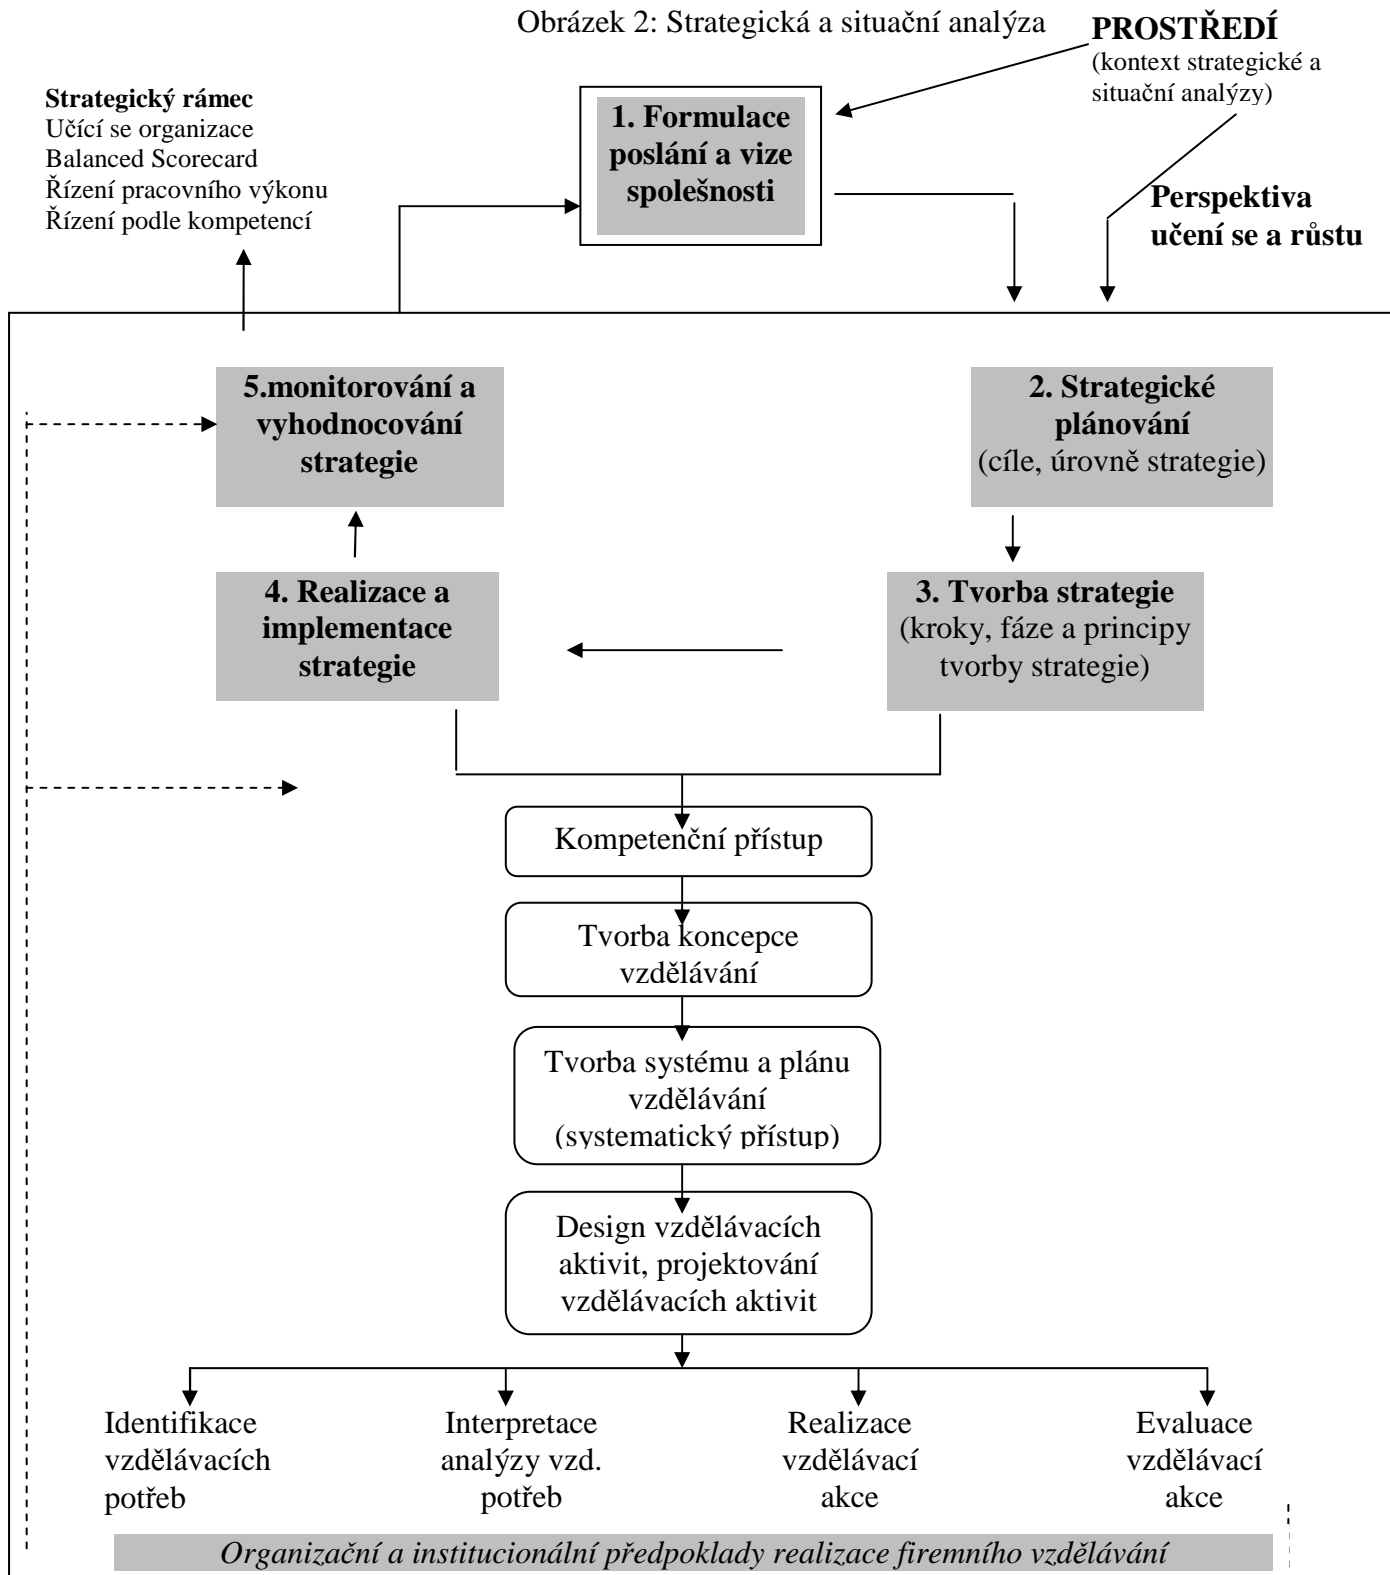 Obrázek 2: Strategická a situační analýza
PROSTŘEDÍ
(kontext strategické a
situační analýzy)
Strategický rámec
Učící se organizace
Balanced Scorecard
Řízení pracovního výkonu
Řízení podle kompetencí
1. Formulace
poslání a vize
spolešnosti
Perspektiva
učení se a růstu
5.monitorování a
vyhodnocování
strategie
2. Strategické
plánování
(cíle, úrovně strategie)
4. Realizace a
implementace
strategie
3. Tvorba strategie
(kroky, fáze a principy
tvorby strategie)
Kompetenční přístup
Tvorba koncepce
vzdělávání
Tvorba systému a plánu
vzdělávání
(systematický přístup)
Design vzdělávacích
aktivit, projektování
vzdělávacích aktivit
Identifikace
vzdělávacích
potřeb
Interpretace
analýzy vzd.
potřeb
Realizace
vzdělávací
akce
Evaluace
vzdělávací
akce
Organizační a institucionální předpoklady realizace firemního vzdělávání